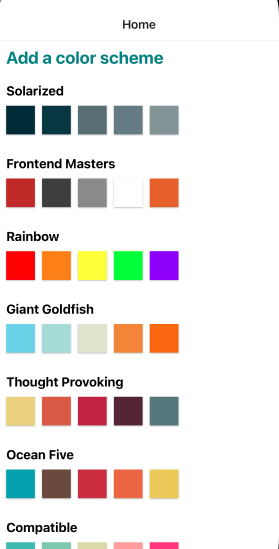 Home
Add a color scheme
Solarized
Frontend Masters
Rainbow
Giant Goldfish
Thought Provoking
Ocean Five
Compatible